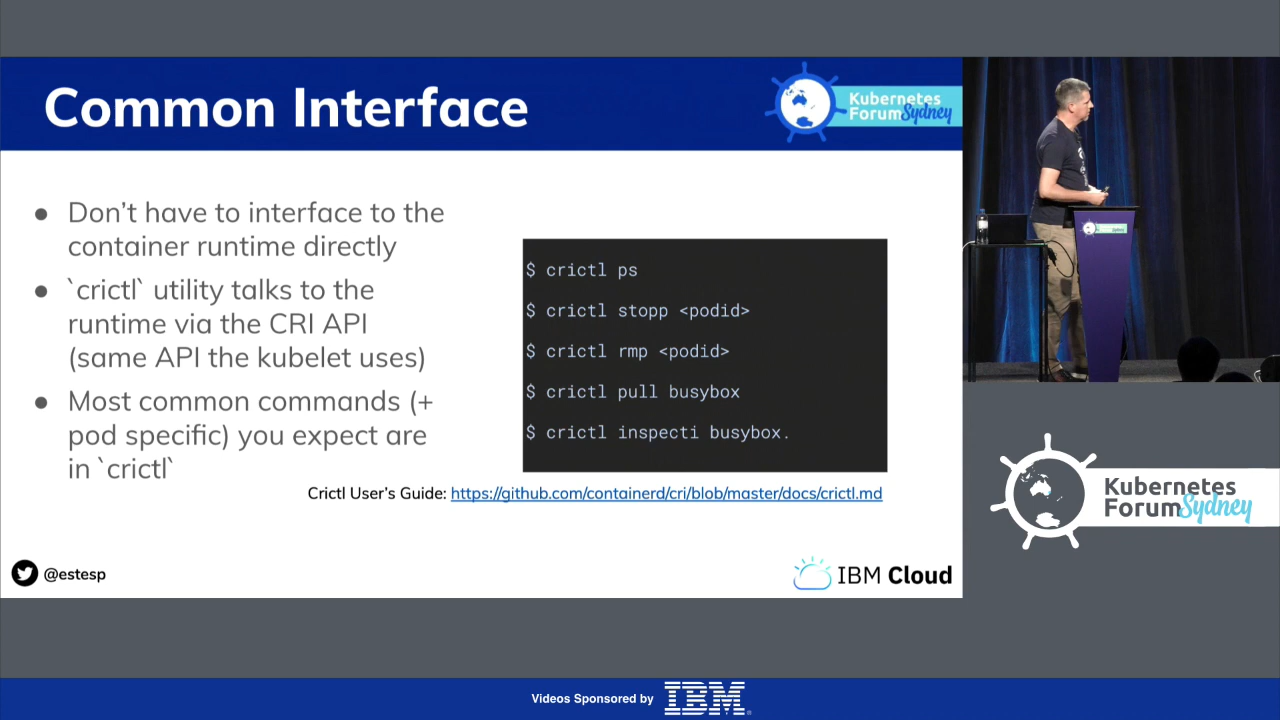 Common Interface
Kubernetes
Forum Sydney
● Don’t have to interface to the
container runtime directly
● `crictl` utility talks to the
runtime via the CRI API
(same API the kubelet uses)
● Most common commands (+
pod specific) you expect are
in `crictl`
$ crictl ps
$ crictl stopp <podid>
$ crictl rmp <podid>
$ crictl pull busybox
$ crictl inspecti busybox.
Crictl User’s Guide: https://github.com/containerd/cri/blob/master/docs/crictl.md
@estesp
IBM Cloud
Kubernetes
Forum Sydney
Videos Sponsored by IBM